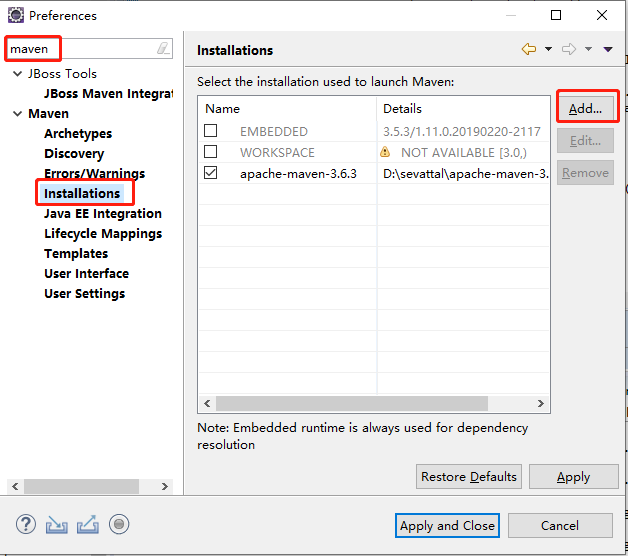 Preferences
maven
JBoss Tools
JBoss Maven Integrat
Maven
Archetypes
Discovery
Errors/Warnings
Installations
Java EE Integration
Lifecycle Mappings
Templates
User Interface
User Settings
Installations
Select the installation used to launch Maven:
Name Details
EMBEDDED 3.5.3/1.11.0.20190220-2117
WORKSPACE NOT AVAILABLE [3.0,)
apache-maven-3.6.3 D:\sevattal\apache-maven-3.
Add...
Edit...
Remove
Note: Embedded runtime is always used for dependency
resolution
Restore Defaults Apply
Apply and Close Cancel